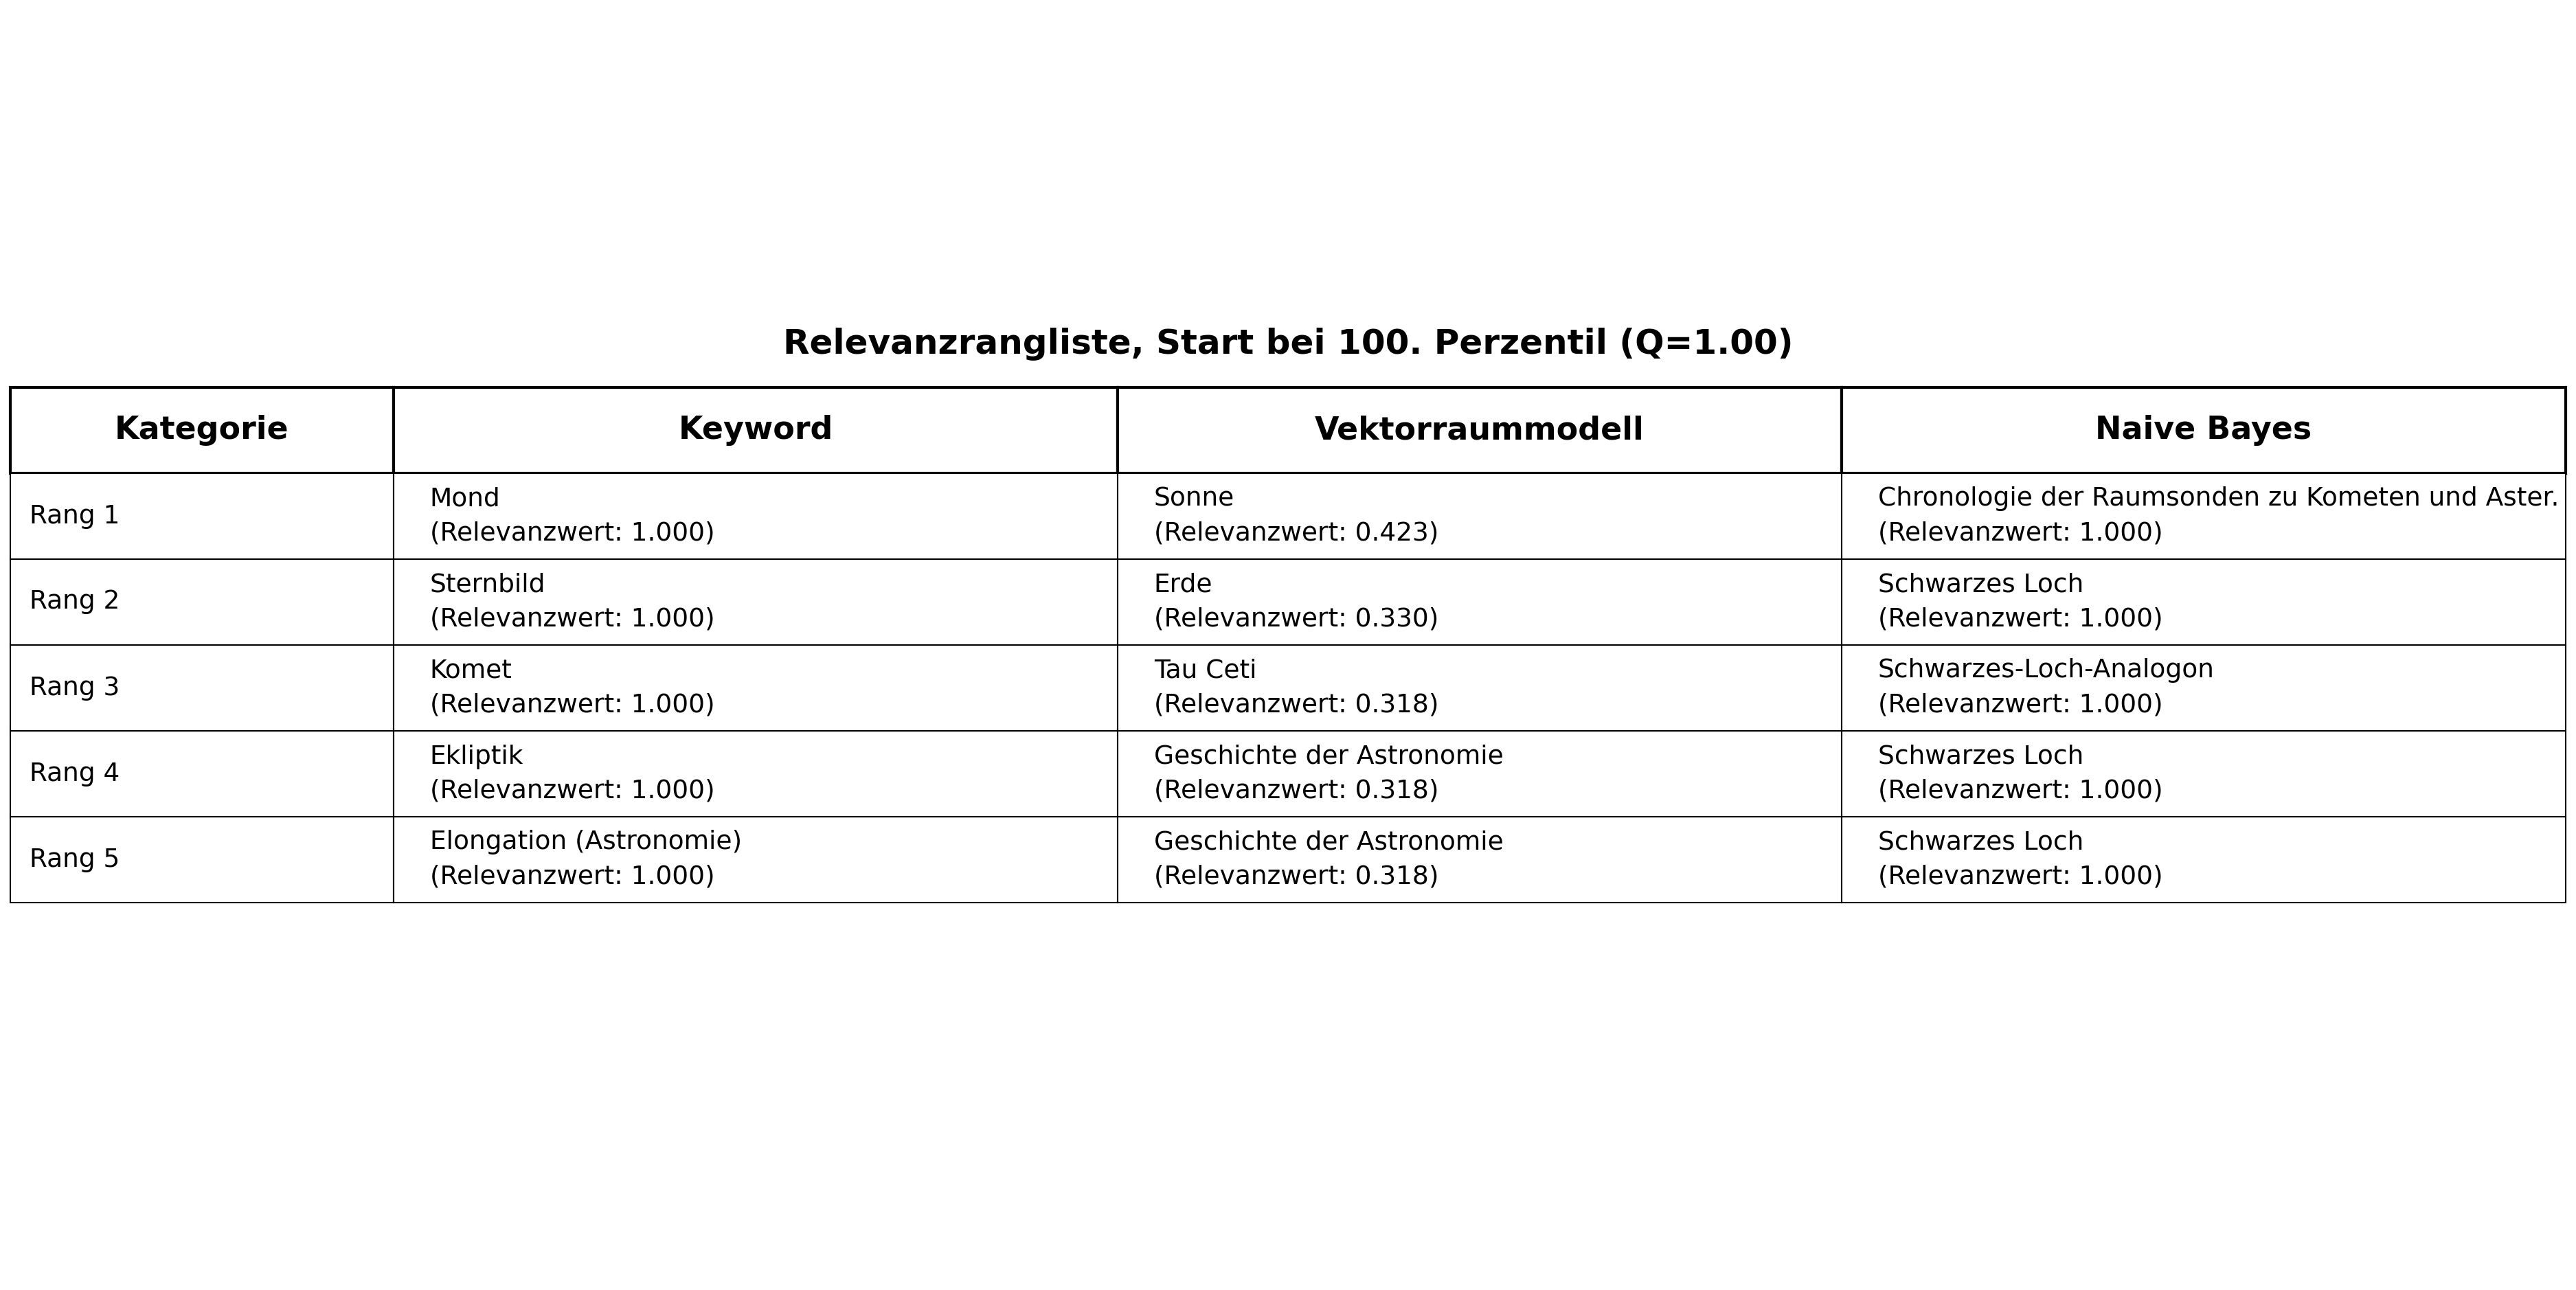 Relevanzrangliste, Start bei 100. Perzentil (Q=1.00)
Kategorie Keyword Vektorraummodell Naive Bayes
Rang 1
Mond
(Relevanzwert: 1.000)
Sonne
(Relevanzwert: 0.423)
Chronologie der Raumsonden zu Kometen und Aster.
(Relevanzwert: 1.000)
Rang 2
Sternbild
(Relevanzwert: 1.000)
Erde
(Relevanzwert: 0.330)
Schwarzes Loch
(Relevanzwert: 1.000)
Rang 3
Komet
(Relevanzwert: 1.000)
Tau Ceti
(Relevanzwert: 0.318)
Schwarzes-Loch-Analogon
(Relevanzwert: 1.000)
Rang 4
Ekliptik
(Relevanzwert: 1.000)
Geschichte der Astronomie
(Relevanzwert: 0.318)
Schwarzes Loch
(Relevanzwert: 1.000)
Rang 5
Elongation (Astronomie)
(Relevanzwert: 1.000)
Geschichte der Astronomie
(Relevanzwert: 0.318)
Schwarzes Loch
(Relevanzwert: 1.000)